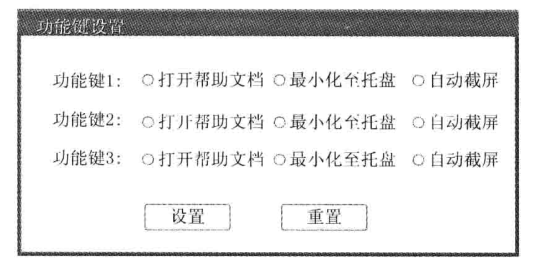 功能键设置
功能键1: ○打开帮助文档 ○最小化至托盘 ○自动截屏
功能键2: ○打开帮助文档 ○最小化至托盘 ○自动截屏
功能键3: ○打开帮助文档 ○最小化至托盘 ○自动截屏
设置 重置